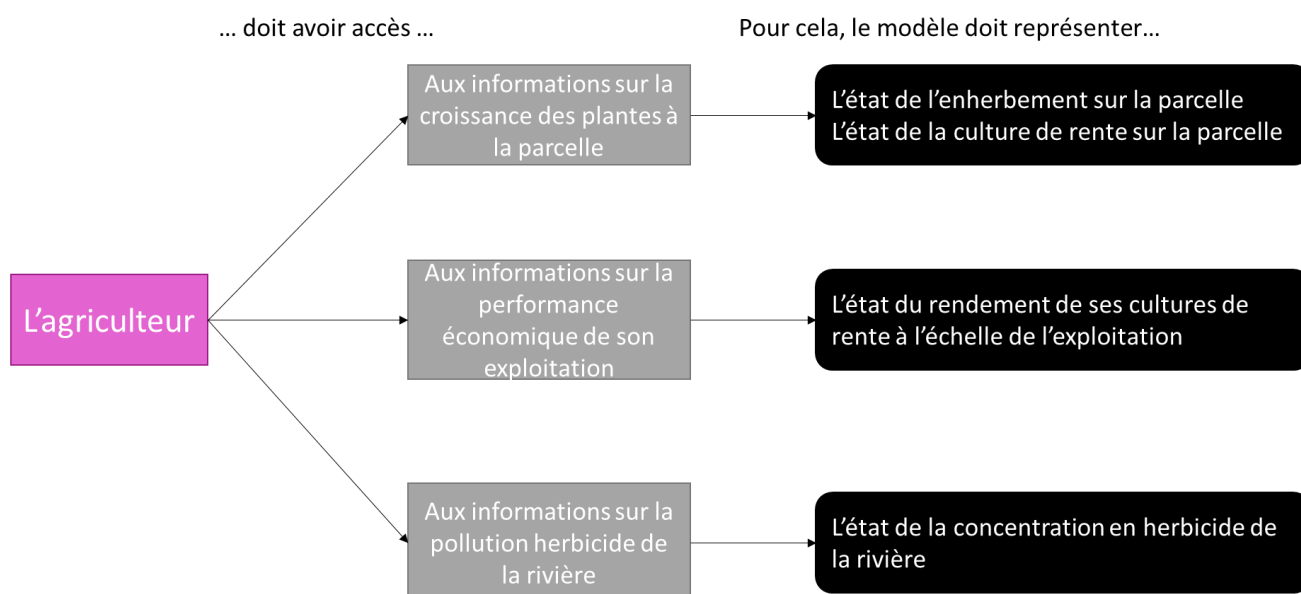 … doit avoir accès …
Pour cela, le modèle doit représenter…
L’agriculteur
Aux informations sur la
croissance des plantes à
la parcelle
L’état de l’enherbement sur la parcelle
L’état de la culture de rente sur la parcelle
Aux informations sur la
performance
économique de son
exploitation
L’état du rendement de ses cultures de
rente à l’échelle de l’exploitation
Aux informations sur la
pollution herbicide de
la rivière
L’état de la concentration en herbicide de
la rivière